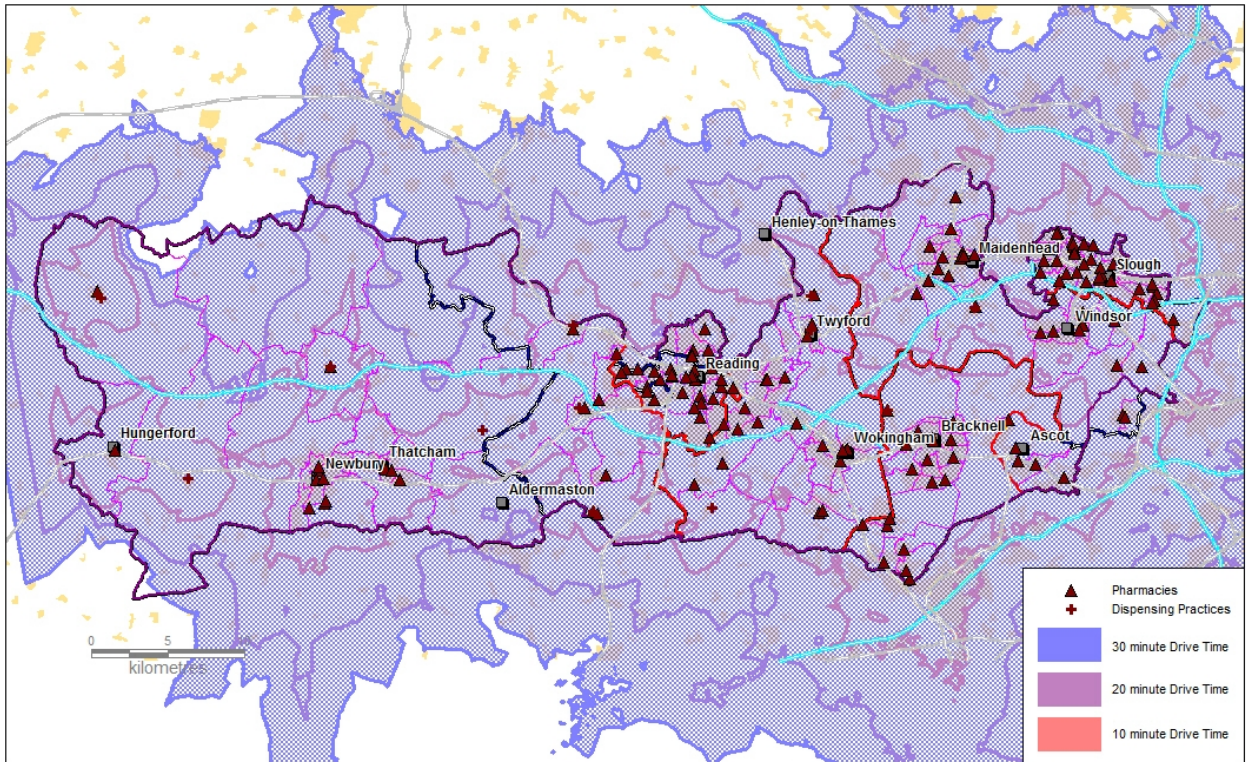 Henley-on-Thames
Maidenhead
Slough
Windsor
Twyford
Reading
Hungerford
Newbury
Thatcham
Aldermaston
Wokingham
Bracknell
Ascot
0 5
kilometres
Pharmacies
Dispensing Practices
30 minute Drive Time
20 minute Drive Time
10 minute Drive Time